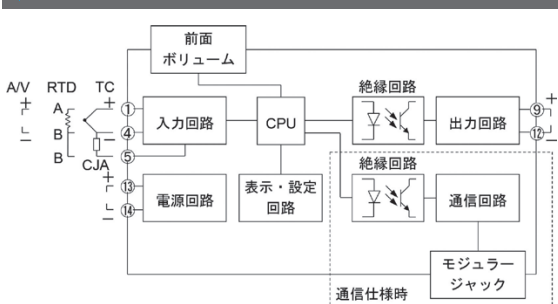 前面
ボリューム
A/V RTD TC
+ A + ① 入力回路 CPU 絶縁回路 出力回路 ⑨ +
− B − ④ ⑫ −
B CJA ⑤
+ ⑬ 電源回路 表示・設定
回路
− ⑭
絶縁回路
通信回路
モジュラー
ジャック
通信仕様時